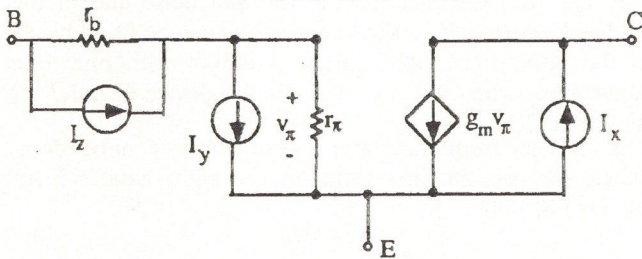 B r_b C
I_z
I_y + v_π - r_π g_m v_π I_x
E